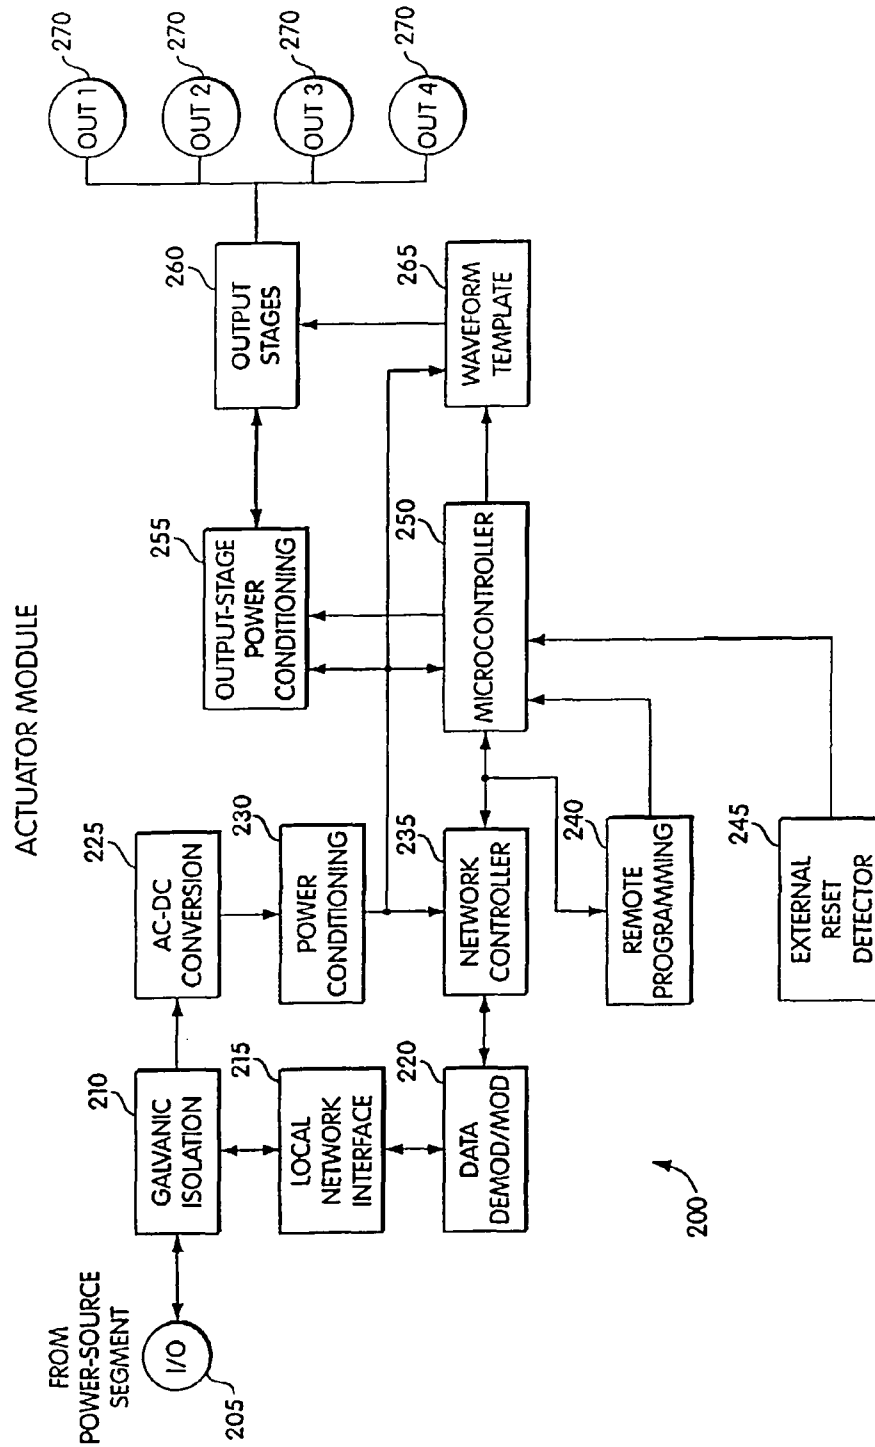 ACTUATOR MODULE
FROM
POWER-SOURCE
SEGMENT
I/O
205
210
GALVANIC
ISOLATION
215
LOCAL
NETWORK
INTERFACE
220
DATA
DEMOD/MOD
225
AC-DC
CONVERSION
230
POWER
CONDITIONING
235
NETWORK
CONTROLLER
240
REMOTE
PROGRAMMING
245
EXTERNAL
RESET
DETECTOR
255
OUTPUT-STAGE
POWER
CONDITIONING
250
MICROCONTROLLER
260
OUTPUT
STAGES
265
WAVEFORM
TEMPLATE
OUT 1
270
OUT 2
270
OUT 3
270
OUT 4
270
200